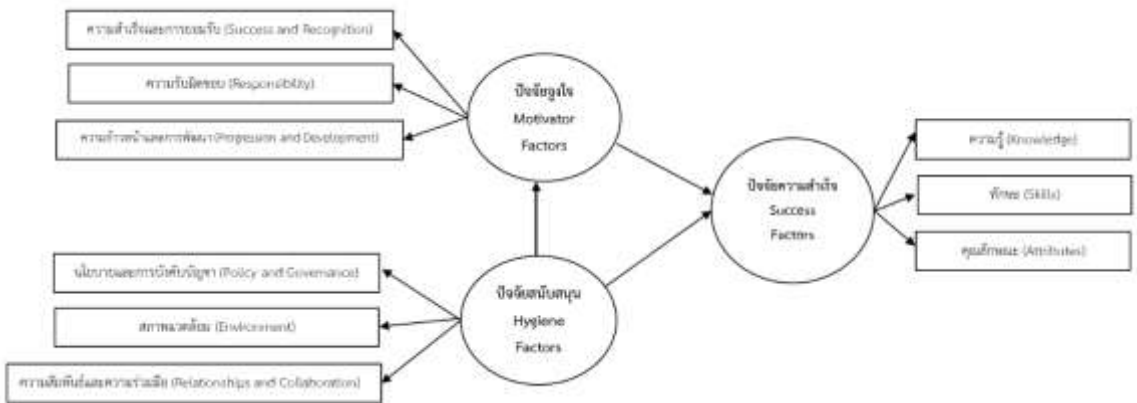 ความสำเร็จและการยอมรับ (Success and Recognition)
ความรับผิดชอบ (Responsibility)
ความก้าวหน้าและการพัฒนา (Progression and Development)
ปัจจัยจูงใจ
Motivator
Factors
นโยบายและการบังคับบัญชา (Policy and Governance)
สภาพแวดล้อม (Environment)
ความสัมพันธ์และความร่วมมือ (Relationships and Collaboration)
ปัจจัยสนับสนุน
Hygiene
Factors
ปัจจัยความสำเร็จ
Success
Factors
ความรู้ (Knowledge)
ทักษะ (Skills)
คุณลักษณะ (Attributes)